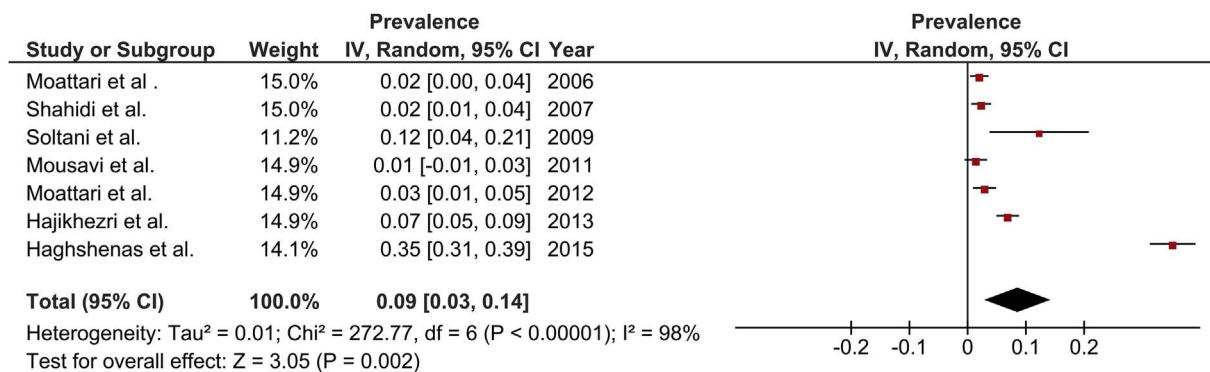 Prevalence Prevalence
Study or Subgroup Weight IV, Random, 95% CI Year IV, Random, 95% CI
Moattari et al . 15.0% 0.02 [0.00, 0.04] 2006
Shahidi et al. 15.0% 0.02 [0.01, 0.04] 2007
Soltani et al. 11.2% 0.12 [0.04, 0.21] 2009
Mousavi et al. 14.9% 0.01 [-0.01, 0.03] 2011
Moattari et al. 14.9% 0.03 [0.01, 0.05] 2012
Hajikhezri et al. 14.9% 0.07 [0.05, 0.09] 2013
Haghshenas et al. 14.1% 0.35 [0.31, 0.39] 2015
Total (95% CI) 100.0% 0.09 [0.03, 0.14]
Heterogeneity: Tau² = 0.01; Chi² = 272.77, df = 6 (P < 0.00001); I² = 98%
Test for overall effect: Z = 3.05 (P = 0.002)
-0.2 -0.1 0 0.1 0.2